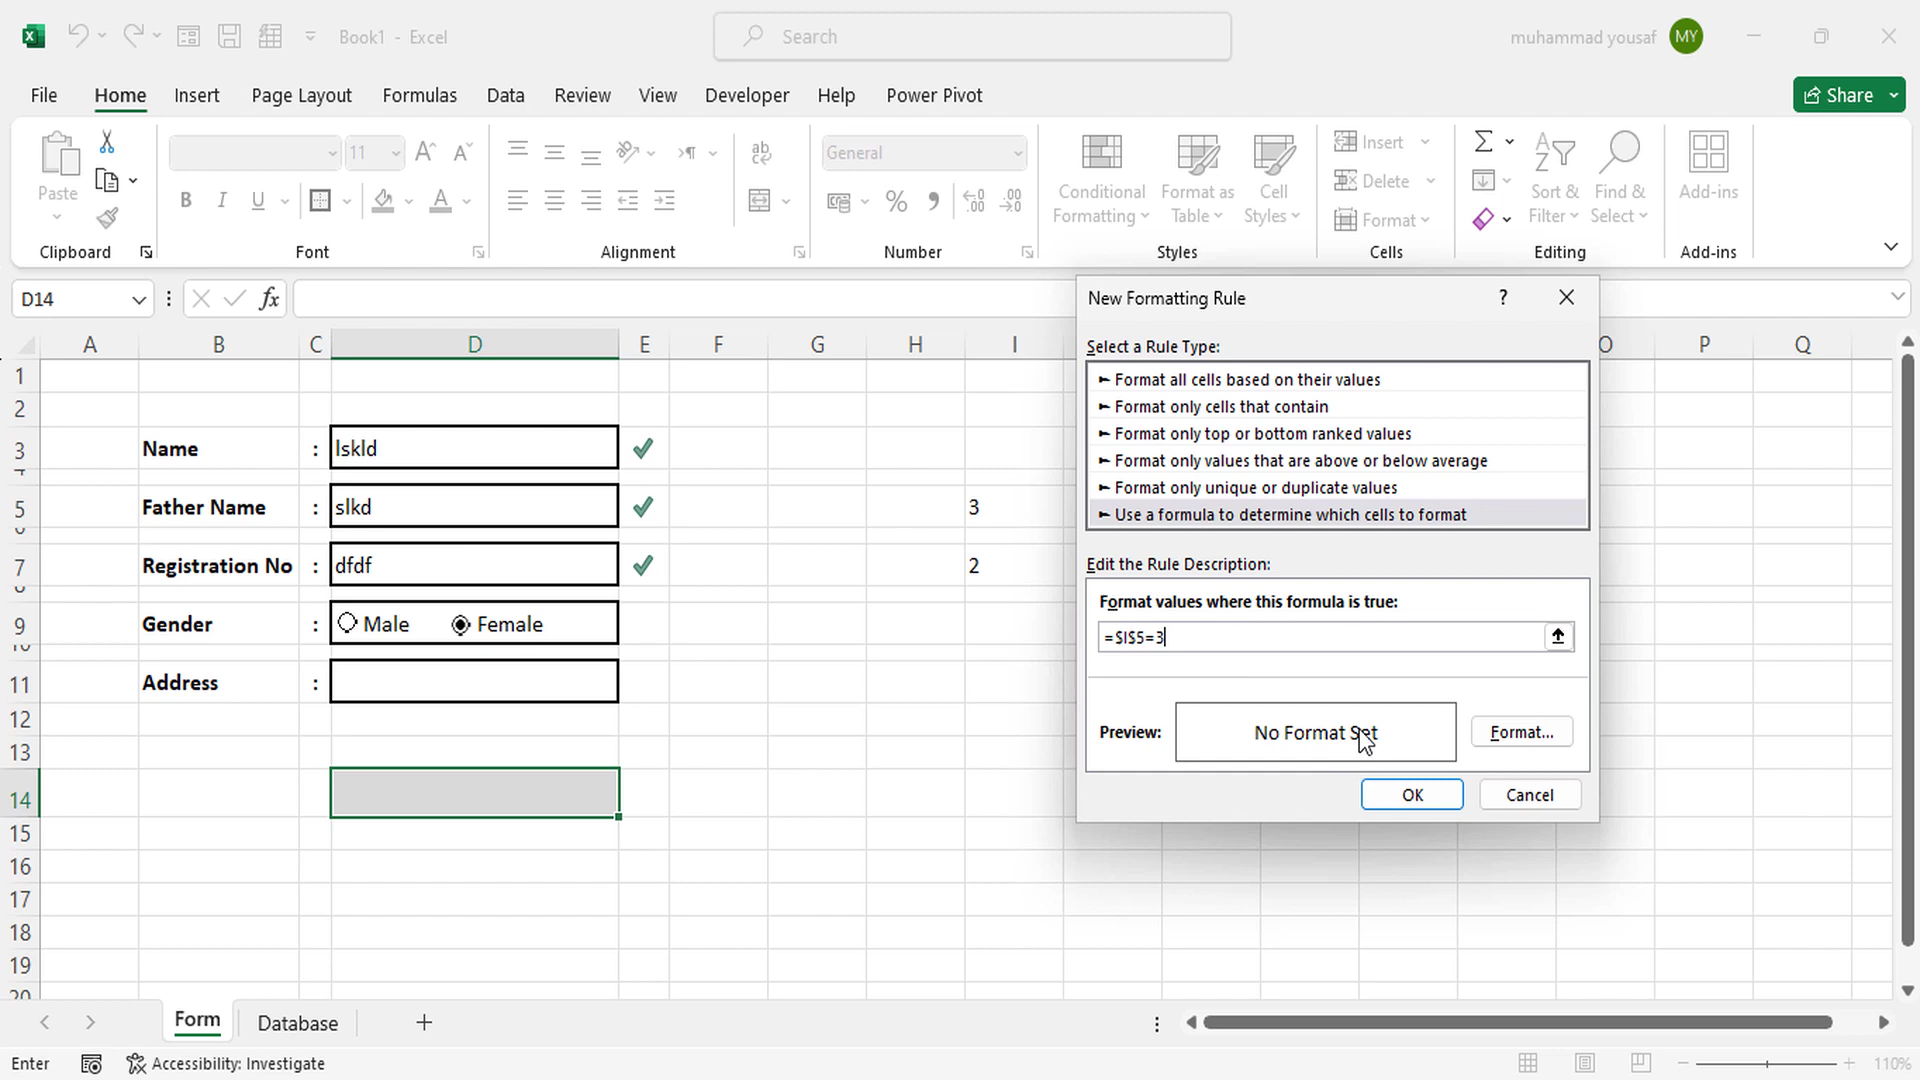 Book1 - Excel
Search
muhammad yousaf
MY
File
Home
Insert
Page Layout
Formulas
Data
Review
View
Developer
Help
Power Pivot
Share
Paste
11
General
Conditional
Formatting
Format as
Table
Cell
Styles
Insert
Delete
Format
Sort &
Filter
Find &
Select
Add-ins
Clipboard
Font
Alignment
Number
Styles
Cells
Editing
Add-ins
D14
fx
A B C D E F G H I O P Q
1
2
3 Name : lskld
5 Father Name : slkd 3
7 Registration No : dfdf 2
9 Gender : Male Female
11 Address :
12
13
14
15
16
17
18
19
20
New Formatting Rule
?
Select a Rule Type:
► Format all cells based on their values
► Format only cells that contain
► Format only top or bottom ranked values
► Format only values that are above or below average
► Format only unique or duplicate values
► Use a formula to determine which cells to format
Edit the Rule Description:
Format values where this formula is true:
=$I$5=3
Preview:
No Format Set
Format...
OK
Cancel
Form
Database
Enter
Accessibility: Investigate
110%